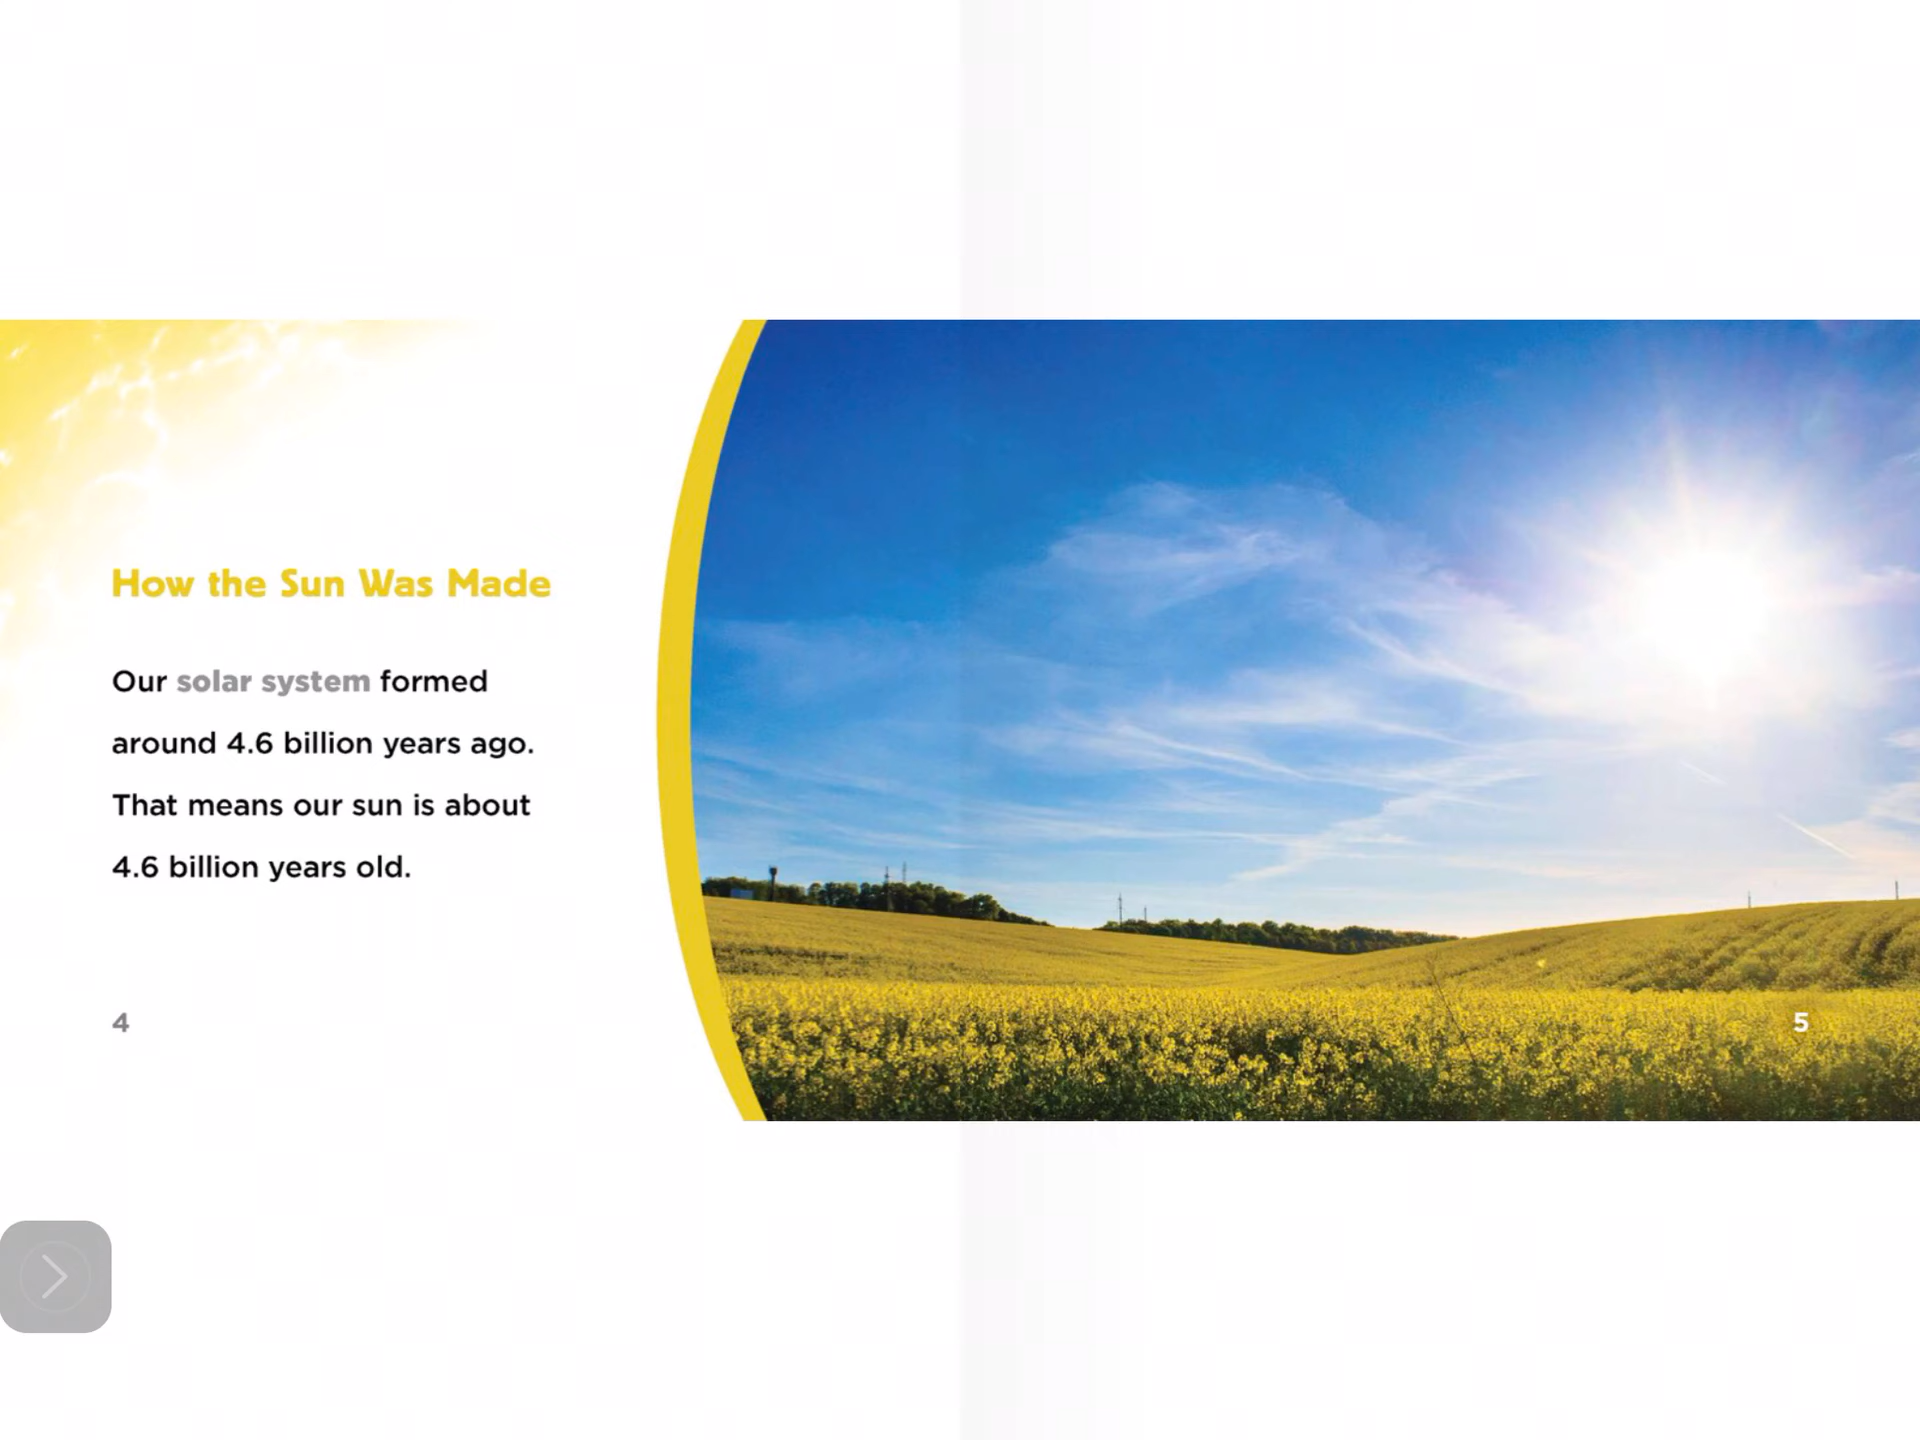 How the Sun Was Made
Our solar system formed
around 4.6 billion years ago.
That means our sun is about
4.6 billion years old.
4
5